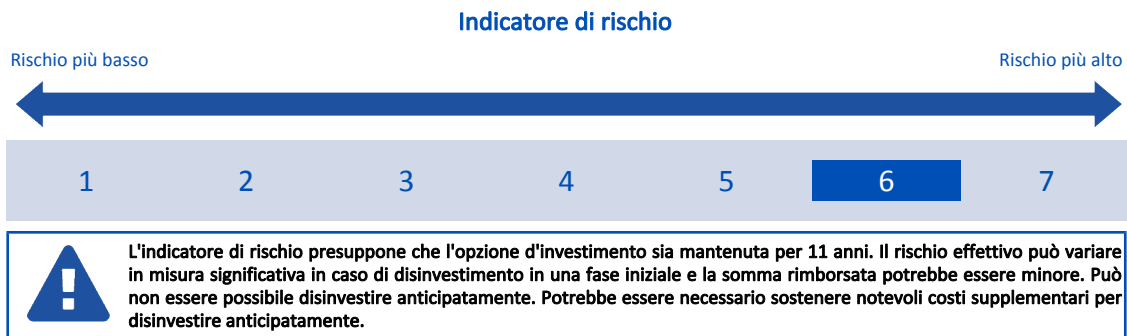 Indicatore di rischio
Rischio più basso
Rischio più alto
1 2 3 4 5 6 7
L'indicatore di rischio presuppone che l'opzione d'investimento sia mantenuta per 11 anni. Il rischio effettivo può variare
in misura significativa in caso di disinvestimento in una fase iniziale e la somma rimborsata potrebbe essere minore. Può
non essere possibile disinvestire anticipatamente. Potrebbe essere necessario sostenere notevoli costi supplementari per
disinvestire anticipatamente.